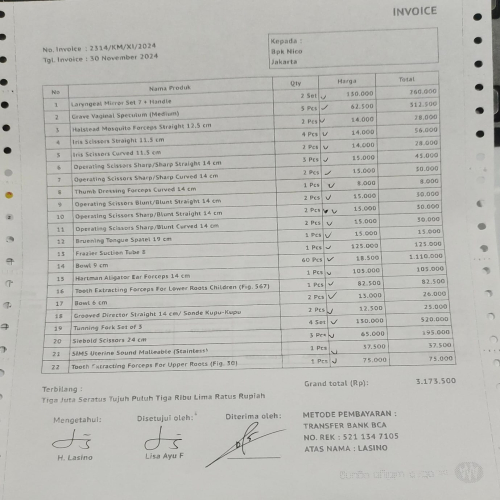 INVOICE
No. Invoice : 2314/KM/XI/2024
Tgl. Invoice : 30 November 2024
Kepada :
Bpk Nico
Jakarta
No Nama Produk Qty Harga Total
1 Laryngeal Mirror Set 7 + Handle 2 Set 130.000 260.000
2 Grave Vaginal Speculum (Medium) 5 Pcs 62.500 312.500
3 Halstead Mosquito Forceps Straight 12.5 cm 2 Pcs 14.000 28.000
4 Iris Scissors Straight 11.5 cm 4 Pcs 14.000 56.000
5 Iris Scissors Curved 11.5 cm 2 Pcs 14.000 28.000
6 Operating Scissors Sharp/Sharp Straight 14 cm 3 Pcs 15.000 45.000
7 Operating Scissors Sharp/Sharp Curved 14 cm 2 Pcs 15.000 30.000
8 Thumb Dressing Forceps Curved 14 cm 1 Pcs 8.000 8.000
9 Operating Scissors Blunt/Blunt Straight 14 cm 2 Pcs 15.000 30.000
10 Operating Scissors Sharp/Blunt Straight 14 cm 2 Pcs 15.000 30.000
11 Operating Scissors Sharp/Blunt Curved 14 cm 2 Pcs 15.000 30.000
12 Bruening Tongue Spatel 19 cm 1 Pcs 15.000 15.000
13 Frazier Suction Tube 3 1 Pcs 125.000 125.000
14 Bowl 9 cm 60 Pcs 18.500 1.110.000
15 Hartman Aligator Ear Forceps 14 cm 1 Pcs 105.000 105.000
16 Tooth Extracting Forceps For Lower Roots Children (Fig. 567) 1 Pcs 82.500 82.500
17 Bowl 6 cm 2 Pcs 13.000 26.000
18 Grooved Director Straight 14 cm/ Sonde Kupu-Kupu 2 Pcs 12.500 25.000
19 Tunning Fork Set of 5 4 Set 130.000 520.000
20 Siebold Scissors 24 cm 3 Pcs 65.000 195.000
21 SIMS Uterine Sound Malleable (Stainless) 1 Pcs 37.500 37.500
22 Tooth Extracting Forceps For Upper Roots (Fig. 30) 1 Pcs 75.000 75.000
Grand total (Rp): 3.173.500
Terbilang :
Tiga Juta Seratus Tujuh Puluh Tiga Ribu Lima Ratus Rupiah
Mengetahui: Disetujui oleh: Diterima oleh:
H. Lasino Lisa Ayu F
METODE PEMBAYARAN :
TRANSFER BANK BCA
NO. REK : 521 134 7105
ATAS NAMA : LASINO